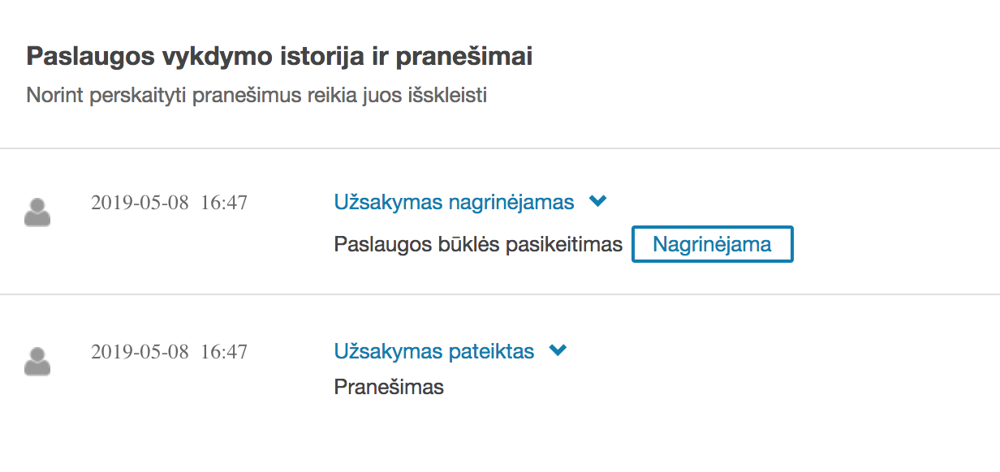 Paslaugos vykdymo istorija ir pranešimai
Norint perskaityti pranešimus reikia juos išskleisti
2019-05-08 16:47 Užsakymas nagrinėjamas
Paslaugos būklės pasikeitimas Nagrinėjama
2019-05-08 16:47 Užsakymas pateiktas
Pranešimas